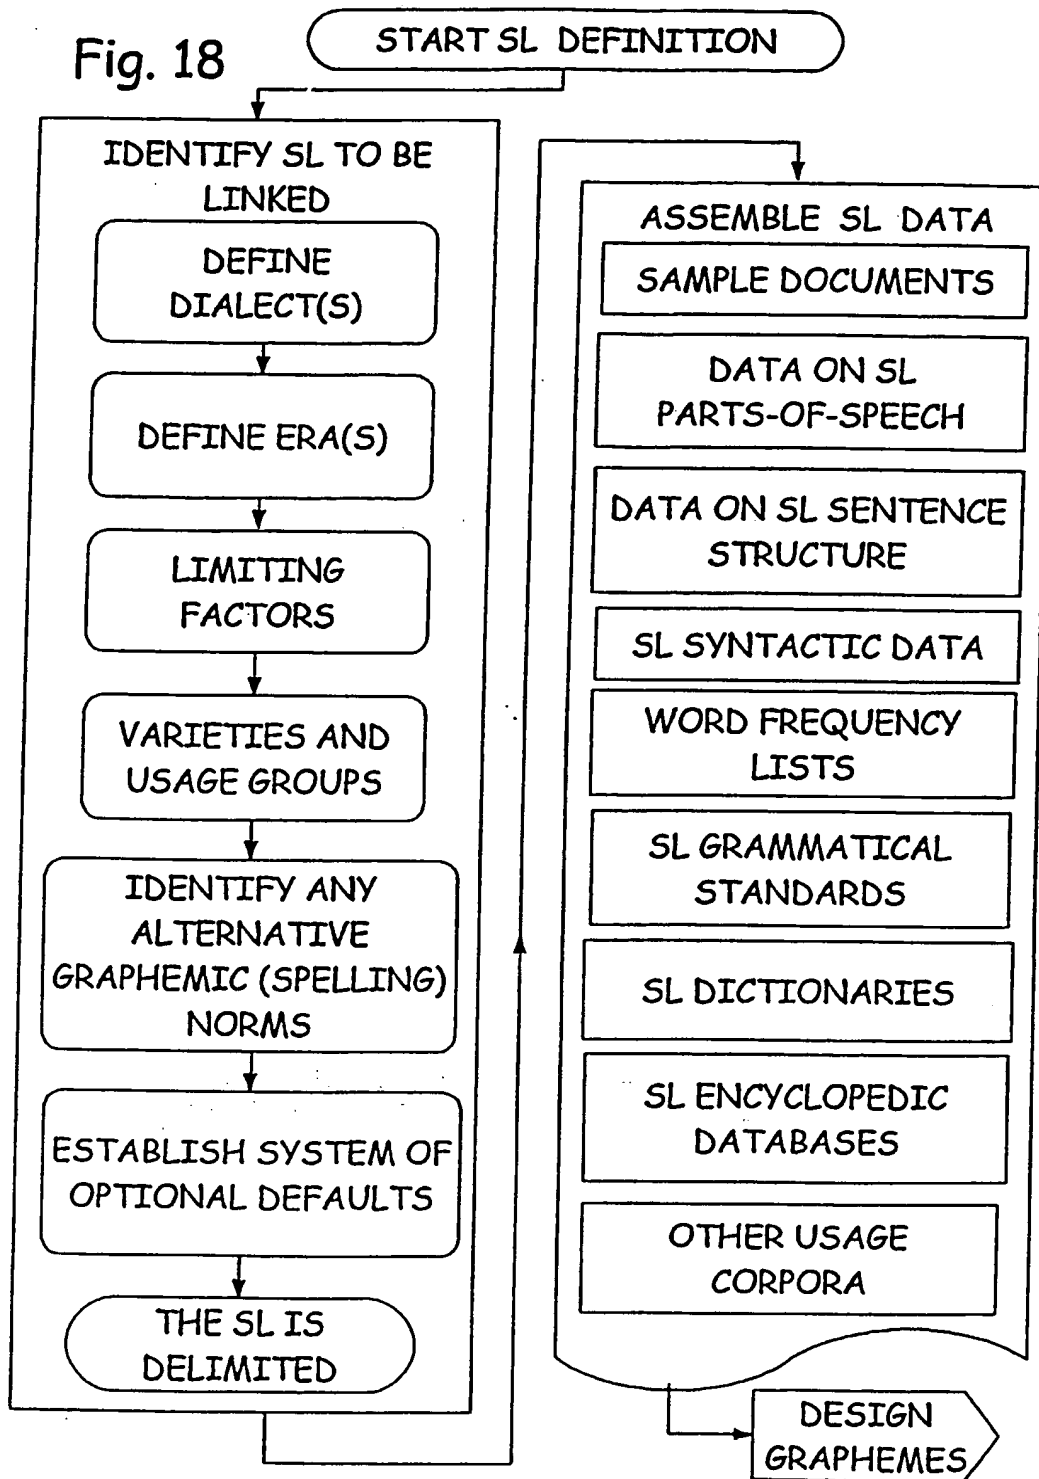 Fig. 18
START SL DEFINITION
IDENTIFY SL TO BE
LINKED
DEFINE
DIALECT(S)
DEFINE ERA(S)
LIMITING
FACTORS
VARIETIES AND
USAGE GROUPS
IDENTIFY ANY
ALTERNATIVE
GRAPHEMIC (SPELLING)
NORMS
ESTABLISH SYSTEM OF
OPTIONAL DEFAULTS
THE SL IS
DELIMITED
ASSEMBLE SL DATA
SAMPLE DOCUMENTS
DATA ON SL
PARTS-OF-SPEECH
DATA ON SL SENTENCE
STRUCTURE
SL SYNTACTIC DATA
WORD FREQUENCY
LISTS
SL GRAMMATICAL
STANDARDS
SL DICTIONARIES
SL ENCYCLOPEDIC
DATABASES
OTHER USAGE
CORPORA
DESIGN
GRAPHEMES